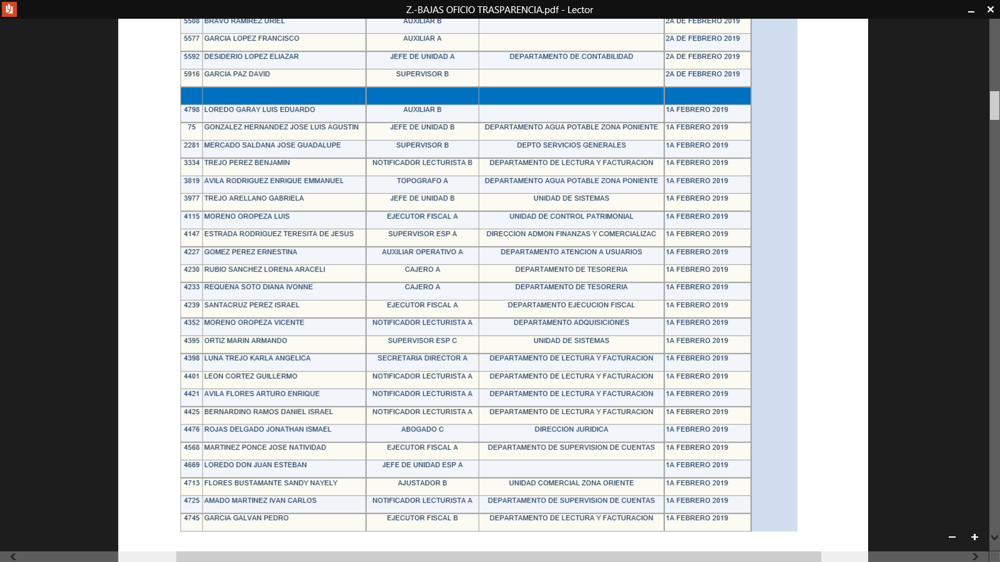 Z.-BAJAS OFICIO TRASPARENCIA.pdf - Lector
5508 BRAVO RAMIREZ URIEL AUXILIAR B 2A DE FEBRERO 2019
5577 GARCIA LOPEZ FRANCISCO AUXILIAR A 2A DE FEBRERO 2019
5592 DESIDERIO LOPEZ ELIAZAR JEFE DE UNIDAD A DEPARTAMENTO DE CONTABILIDAD 2A DE FEBRERO 2019
5916 GARCIA PAZ DAVID SUPERVISOR B 2A DE FEBRERO 2019
4798 LOREDO GARAY LUIS EDUARDO AUXILIAR B 1A FEBRERO 2019
75 GONZALEZ HERNANDEZ JOSE LUIS AGUSTIN JEFE DE UNIDAD B DEPARTAMENTO AGUA POTABLE ZONA PONIENTE 1A FEBRERO 2019
2281 MERCADO SALDANA JOSE GUADALUPE SUPERVISOR B DEPTO SERVICIOS GENERALES 1A FEBRERO 2019
3334 TREJO PEREZ BENJAMIN NOTIFICADOR LECTURISTA B DEPARTAMENTO DE LECTURA Y FACTURACION 1A FEBRERO 2019
3819 AVILA RODRIGUEZ ENRIQUE EMMANUEL TOPOGRAFO A DEPARTAMENTO AGUA POTABLE ZONA PONIENTE 1A FEBRERO 2019
3977 TREJO ARELLANO GABRIELA JEFE DE UNIDAD B UNIDAD DE SISTEMAS 1A FEBRERO 2019
4115 MORENO OROPEZA LUIS EJECUTOR FISCAL A UNIDAD DE CONTROL PATRIMONIAL 1A FEBRERO 2019
4147 ESTRADA RODRIGUEZ TERESITA DE JESUS SUPERVISOR ESP A DIRECCION ADMON FINANZAS Y COMERCIALIZAC 1A FEBRERO 2019
4227 GOMEZ PEREZ ERNESTINA AUXILIAR OPERATIVO A DEPARTAMENTO ATENCION A USUARIOS 1A FEBRERO 2019
4230 RUBIO SANCHEZ LORENA ARACELI CAJERO A DEPARTAMENTO DE TESORERIA 1A FEBRERO 2019
4233 REQUENA SOTO DIANA IVONNE CAJERO A DEPARTAMENTO DE TESORERIA 1A FEBRERO 2019
4239 SANTACRUZ PEREZ ISRAEL EJECUTOR FISCAL A DEPARTAMENTO EJECUCION FISCAL 1A FEBRERO 2019
4352 MORENO OROPEZA VICENTE NOTIFICADOR LECTURISTA A DEPARTAMENTO ADQUISICIONES 1A FEBRERO 2019
4395 ORTIZ MARIN ARMANDO SUPERVISOR ESP C UNIDAD DE SISTEMAS 1A FEBRERO 2019
4398 LUNA TREJO KARLA ANGELICA SECRETARIA DIRECTOR A DEPARTAMENTO DE LECTURA Y FACTURACION 1A FEBRERO 2019
4401 LEON CORTEZ GUILLERMO NOTIFICADOR LECTURISTA A DEPARTAMENTO DE LECTURA Y FACTURACION 1A FEBRERO 2019
4421 AVILA FLORES ARTURO ENRIQUE NOTIFICADOR LECTURISTA A DEPARTAMENTO DE LECTURA Y FACTURACION 1A FEBRERO 2019
4425 BERNARDINO RAMOS DANIEL ISRAEL NOTIFICADOR LECTURISTA A DEPARTAMENTO DE LECTURA Y FACTURACION 1A FEBRERO 2019
4476 ROJAS DELGADO JONATHAN ISMAEL ABOGADO C DIRECCION JURIDICA 1A FEBRERO 2019
4568 MARTINEZ PONCE JOSE NATIVIDAD EJECUTOR FISCAL A DEPARTAMENTO DE SUPERVISION DE CUENTAS 1A FEBRERO 2019
4669 LOREDO DON JUAN ESTEBAN JEFE DE UNIDAD ESP A 1A FEBRERO 2019
4713 FLORES BUSTAMANTE SANDY NAYELY AJUSTADOR B UNIDAD COMERCIAL ZONA ORIENTE 1A FEBRERO 2019
4725 AMADO MARTINEZ IVAN CARLOS NOTIFICADOR LECTURISTA A DEPARTAMENTO DE SUPERVISION DE CUENTAS 1A FEBRERO 2019
4745 GARCIA GALVAN PEDRO EJECUTOR FISCAL B DEPARTAMENTO DE LECTURA Y FACTURACION 1A FEBRERO 2019